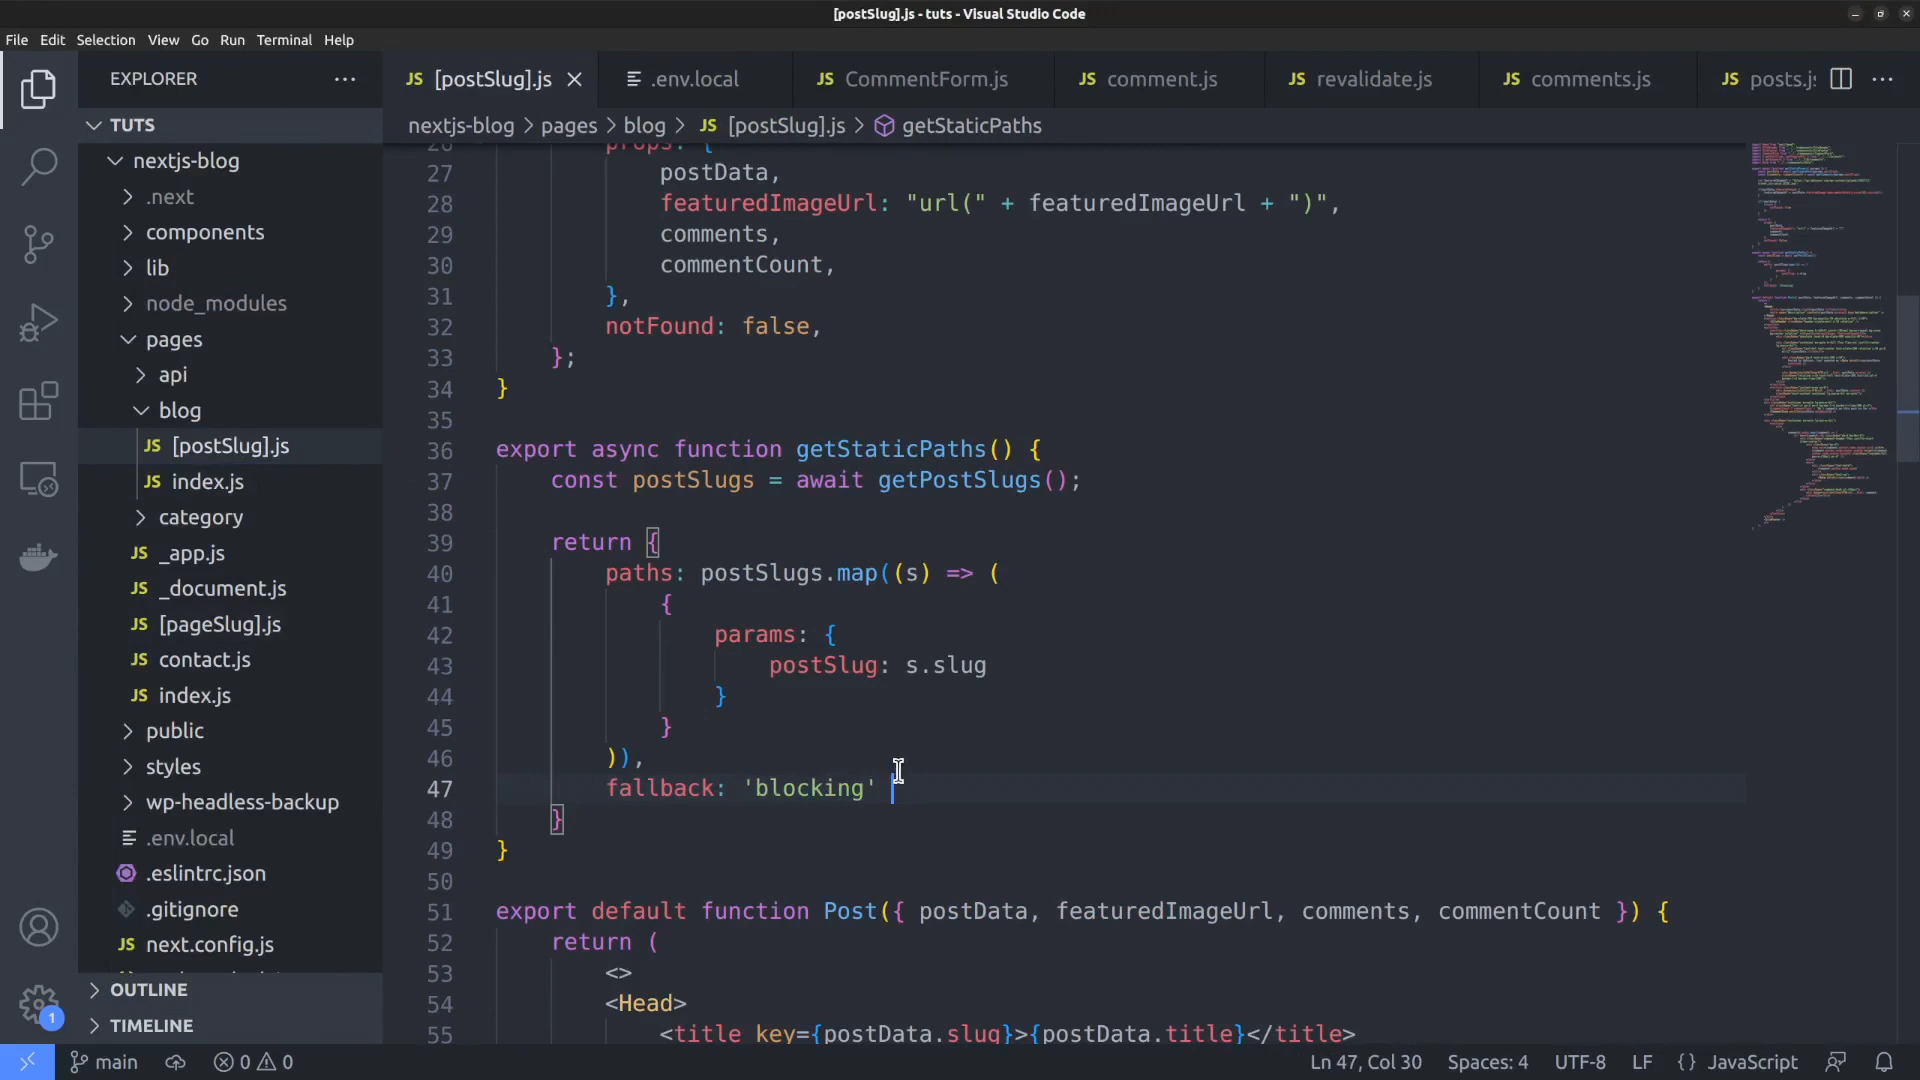 [postSlug].js - tuts - Visual Studio Code
File Edit Selection View Go Run Terminal Help
EXPLORER
[postSlug].js
.env.local
JS CommentForm.js
JS comment.js
JS revalidate.js
JS comments.js
JS posts.js
TUTS
nextjs-blog > pages > blog > JS [postSlug].js > getStaticPaths
nextjs-blog
.next
components
lib
node_modules
pages
api
blog
JS [postSlug].js
JS index.js
category
JS _app.js
JS _document.js
JS [pageSlug].js
JS contact.js
JS index.js
public
styles
wp-headless-backup
.env.local
.eslintrc.json
.gitignore
JS next.config.js
OUTLINE
TIMELINE
1
26 props: {
27 postData,
28 featuredImageUrl: "url(" + featuredImageUrl + ")",
29 comments,
30 commentCount,
31 },
32 notFound: false,
33 };
34 }
35
36 export async function getStaticPaths() {
37 const postSlugs = await getPostSlugs();
38
39 return {
40 paths: postSlugs.map((s) => (
41 {
42 params: {
43 postSlug: s.slug
44 }
45 }
46 )),
47 fallback: 'blocking'
48 }
49 }
50
51 export default function Post({ postData, featuredImageUrl, comments, commentCount }) {
52 return (
53 <>
54 <Head>
55 <title key={postData.slug}>{postData.title}</title>
main 0 0 Ln 47, Col 30 Spaces: 4 UTF-8 LF {} JavaScript